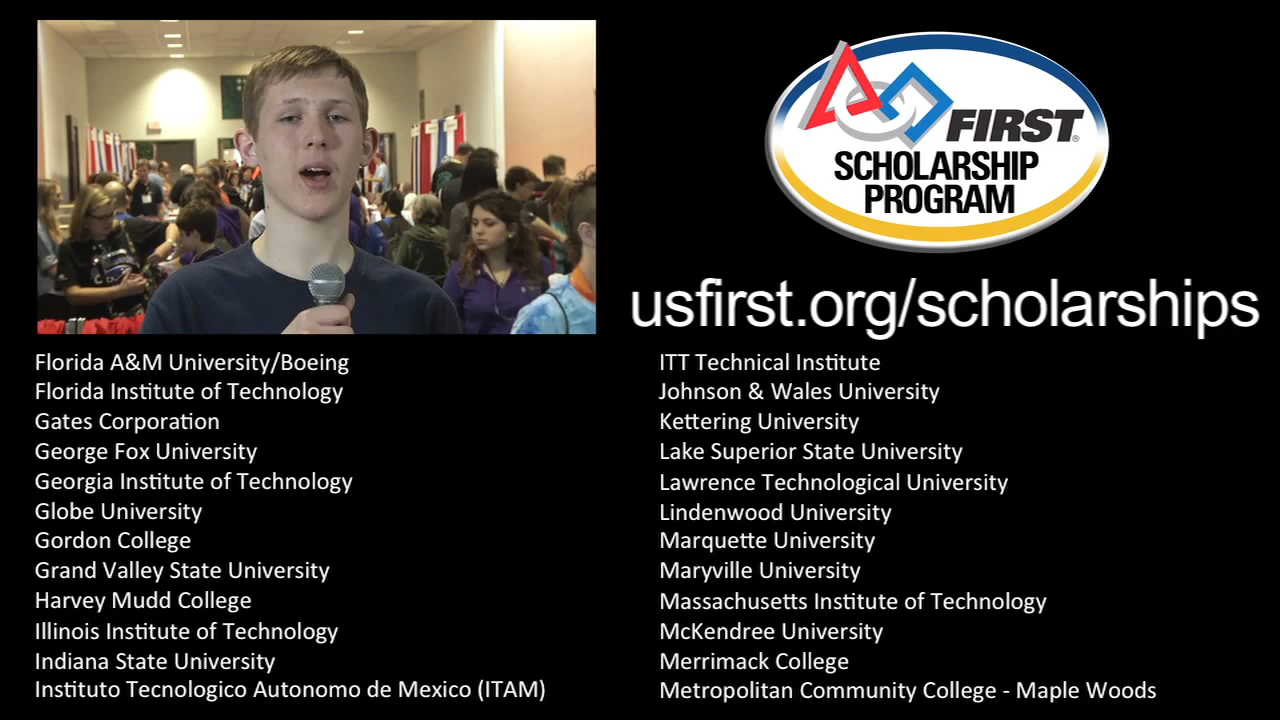 FIRST®
SCHOLARSHIP
PROGRAM
usfirst.org/scholarships
Florida A&M University/Boeing
Florida Institute of Technology
Gates Corporation
George Fox University
Georgia Institute of Technology
Globe University
Gordon College
Grand Valley State University
Harvey Mudd College
Illinois Institute of Technology
Indiana State University
Instituto Tecnologico Autonomo de Mexico (ITAM)
ITT Technical Institute
Johnson & Wales University
Kettering University
Lake Superior State University
Lawrence Technological University
Lindenwood University
Marquette University
Maryville University
Massachusetts Institute of Technology
McKendree University
Merrimack College
Metropolitan Community College - Maple Woods